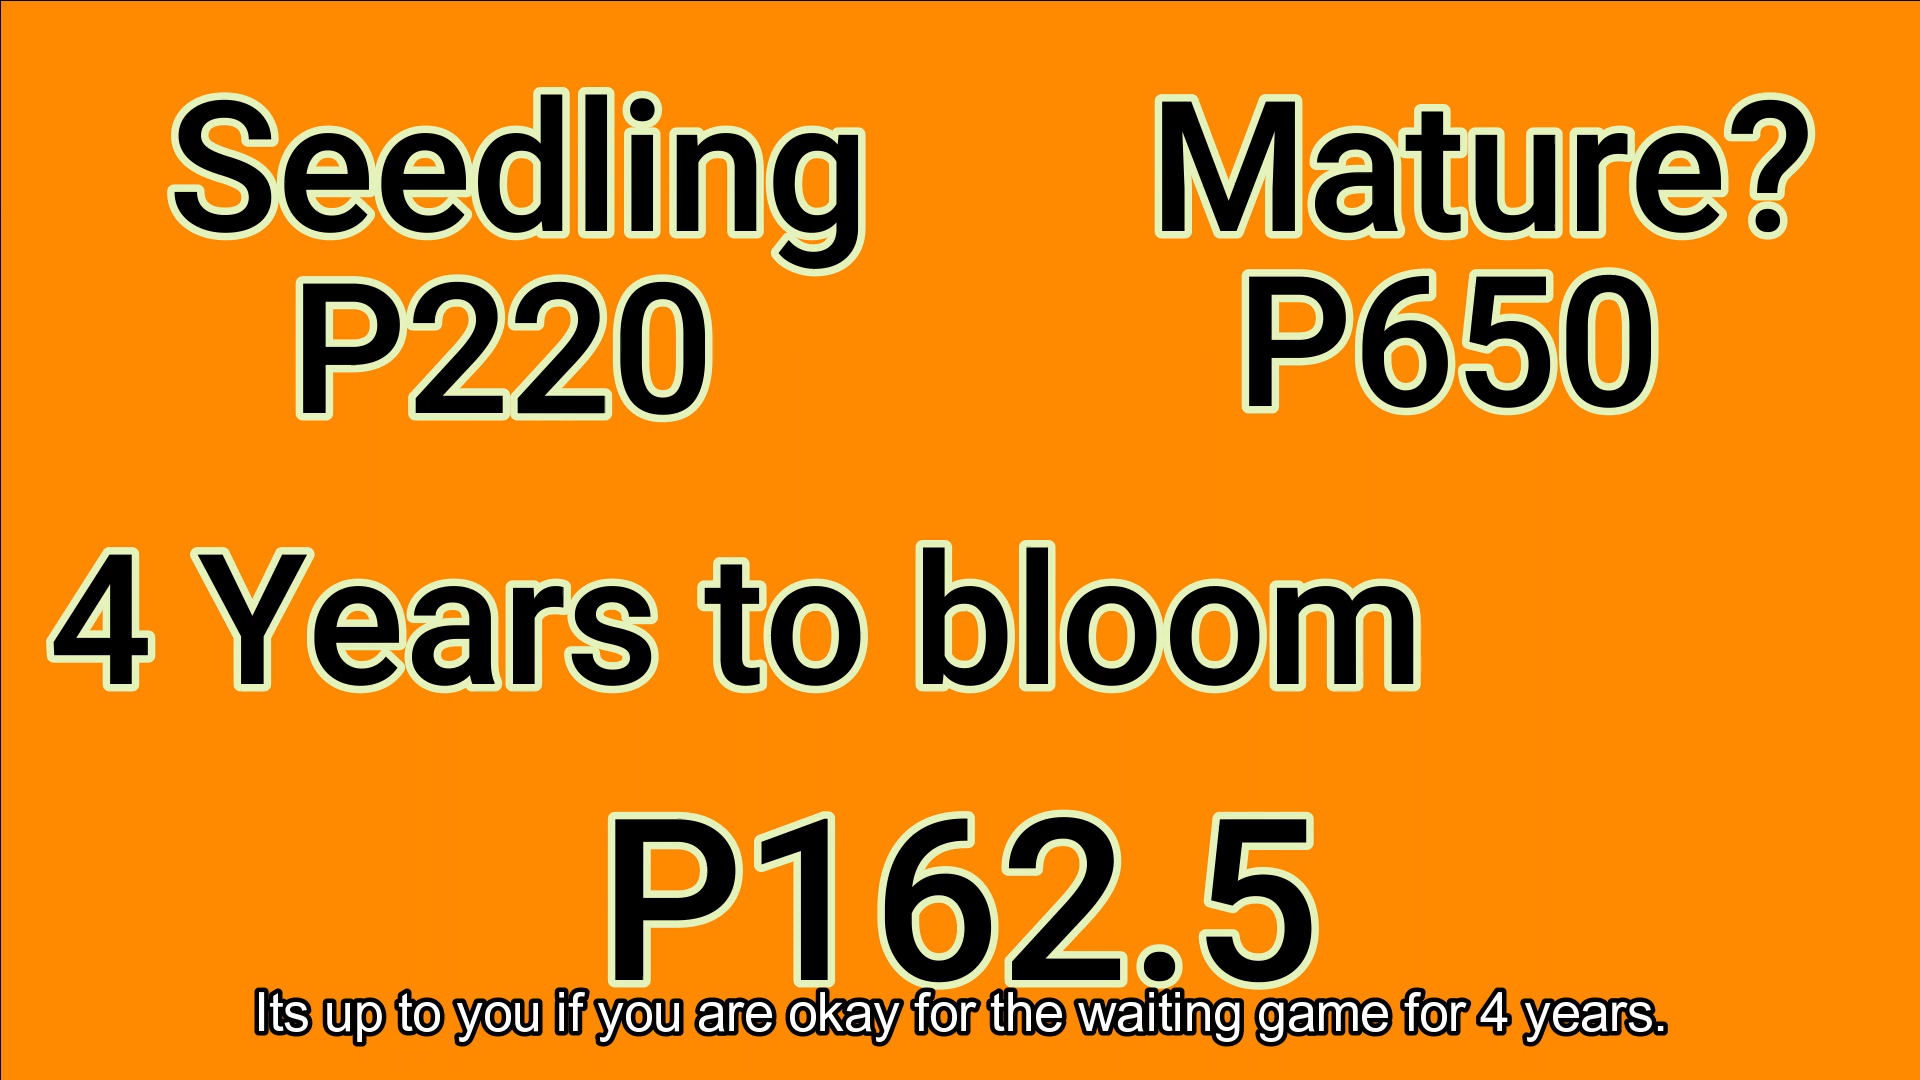 Seedling
Mature?
P220
P650
4 Years to bloom
P162.5
Its up to you if you are okay for the waiting game for 4 years.